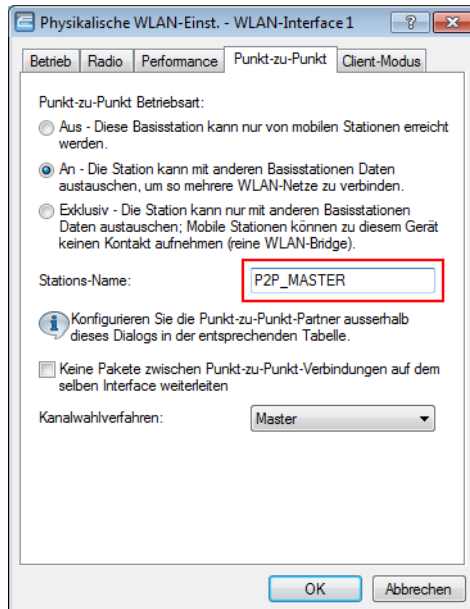 Physikalische WLAN-Einst. - WLAN-Interface 1
Betrieb Radio Performance Punkt-zu-Punkt Client-Modus
Punkt-zu-Punkt Betriebsart:
Aus - Diese Basisstation kann nur von mobilen Stationen erreicht
werden.
An - Die Station kann mit anderen Basisstationen Daten
austauschen, um so mehrere WLAN-Netze zu verbinden.
Exklusiv - Die Station kann nur mit anderen Basisstationen
Daten austauschen; Mobile Stationen können zu diesem Gerät
keinen Kontakt aufnehmen (reine WLAN-Bridge).
Stations-Name: P2P_MASTER
Konfigurieren Sie die Punkt-zu-Punkt-Partner ausserhalb
dieses Dialogs in der entsprechenden Tabelle.
Keine Pakete zwischen Punkt-zu-Punkt-Verbindungen auf dem
selben Interface weiterleiten
Kanalwahlverfahren: Master
OK Abbrechen